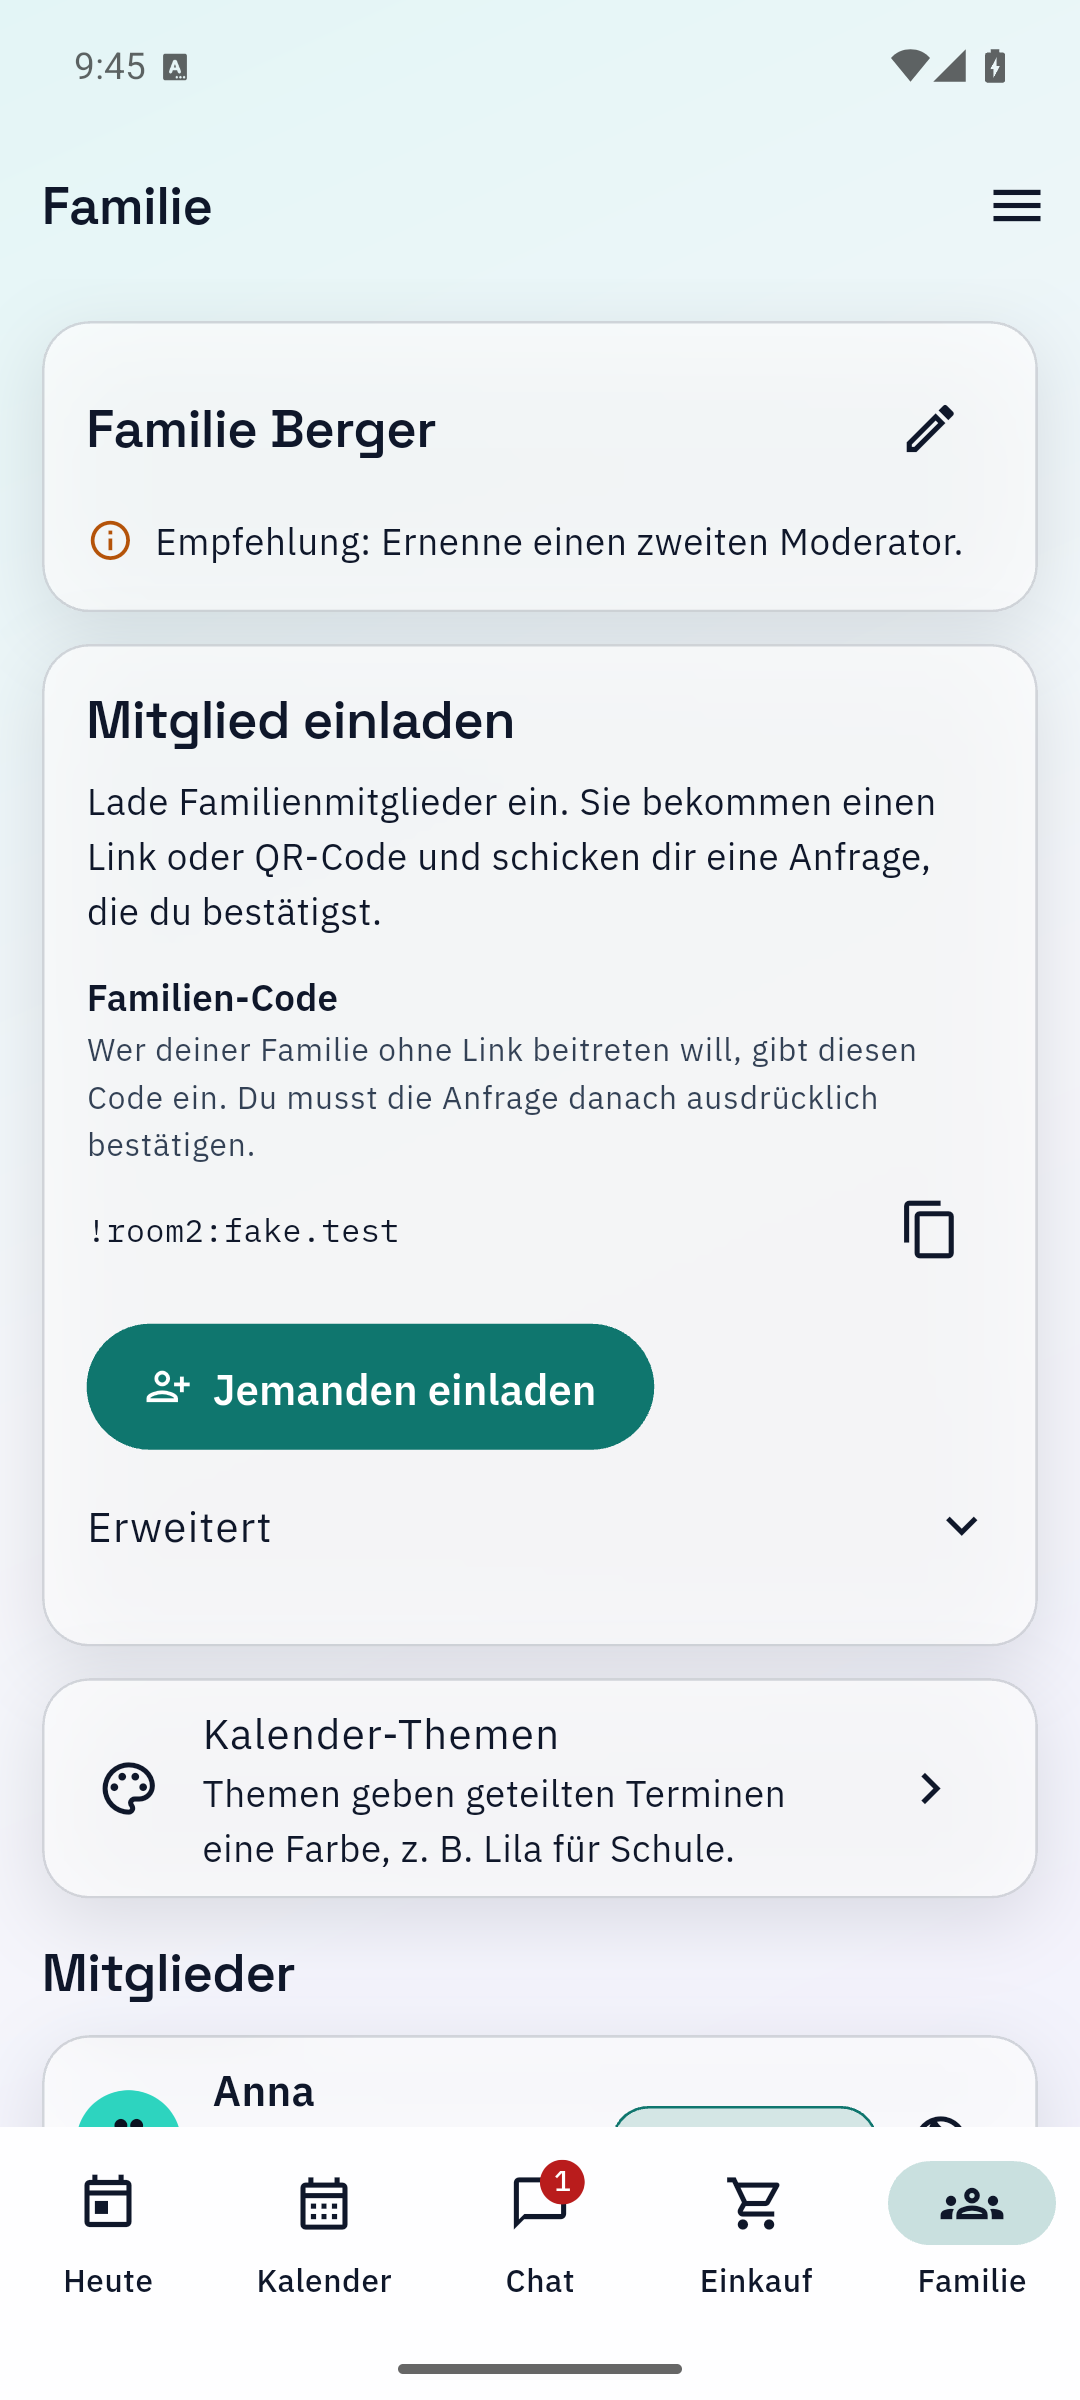 9:45
Familie
Familie Berger
Empfehlung: Ernenne einen zweiten Moderator.
Mitglied einladen
Lade Familienmitglieder ein. Sie bekommen einen
Link oder QR-Code und schicken dir eine Anfrage,
die du bestätigst.
Familien-Code
Wer deiner Familie ohne Link beitreten will, gibt diesen
Code ein. Du musst die Anfrage danach ausdrücklich
bestätigen.
!room2:fake.test
Jemanden einladen
Erweitert
Kalender-Themen
Themen geben geteilten Terminen
eine Farbe, z. B. Lila für Schule.
Mitglieder
Anna
1
Heute Kalender Chat Einkauf Familie